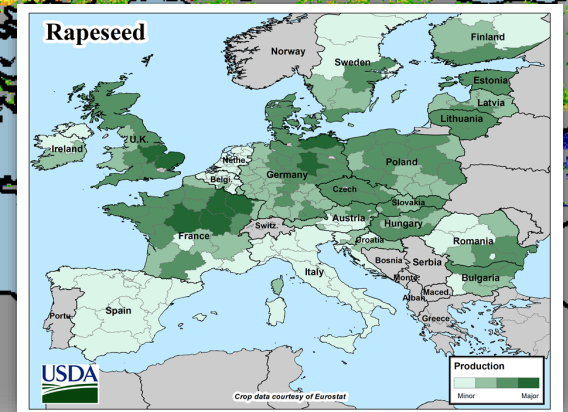 Rapeseed
Norway
Finland
Sweden
Estonia
Latvia
Lithuania
U.K.
Ireland
Nethe.
Belgi.
Germany
Poland
Czech
Slovakia
Austria
Hungary
Switz.
France
Croatia
Romania
Bosnia
Serbia
Italy
Monte.
Bulgaria
Maced.
Alban.
Greece
Spain
Portu.
USDA
Crop data courtesy of Eurostat
Production
Minor Major